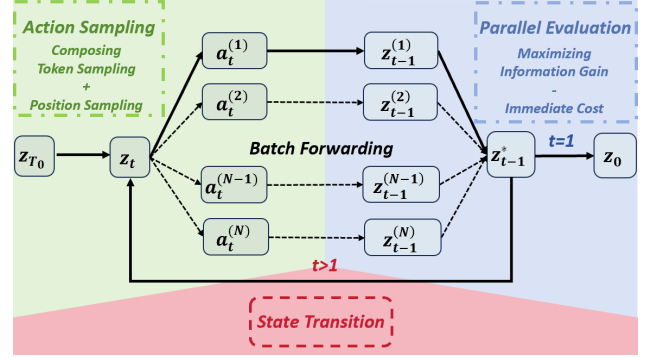 Action Sampling
Composing
Token Sampling
+
Position Sampling
Parallel Evaluation
Maximizing
Information Gain
-
Immediate Cost
a_t^{(1)} z_{t-1}^{(1)}
a_t^{(2)} z_{t-1}^{(2)}
Batch Forwarding
z_{T_0} z_t z_{t-1}^* t=1 z_0
a_t^{(N-1)} z_{t-1}^{(N-1)}
a_t^{(N)} z_{t-1}^{(N)}
t>1
State Transition